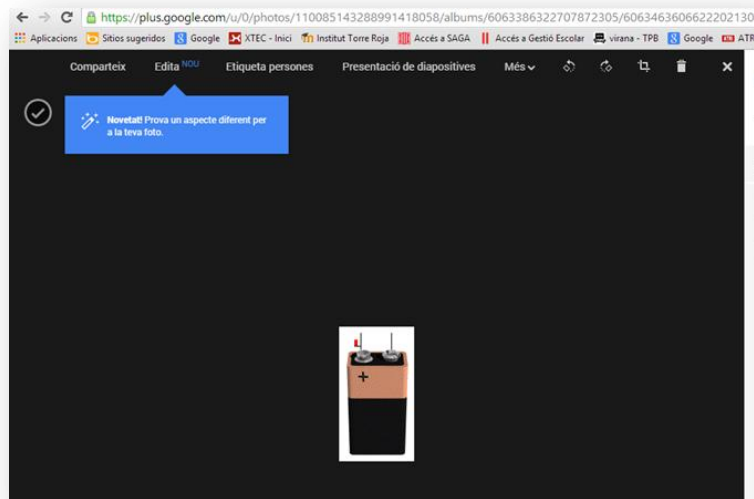 https://plus.google.com/u/0/photos/110085143288991418058/albums/6063386322707872305/6063463606622202130
Aplicacions Sitios sugeridos Google XTEC - Inici Institut Torre Roja Accés a SAGA Accés a Gestió Escolar virana - TPB Google ATR
Comparteix Edita NOU Etiqueta persones Presentació de diapositives Més
Novetat! Prova un aspecte diferent per
a la teva foto.
+